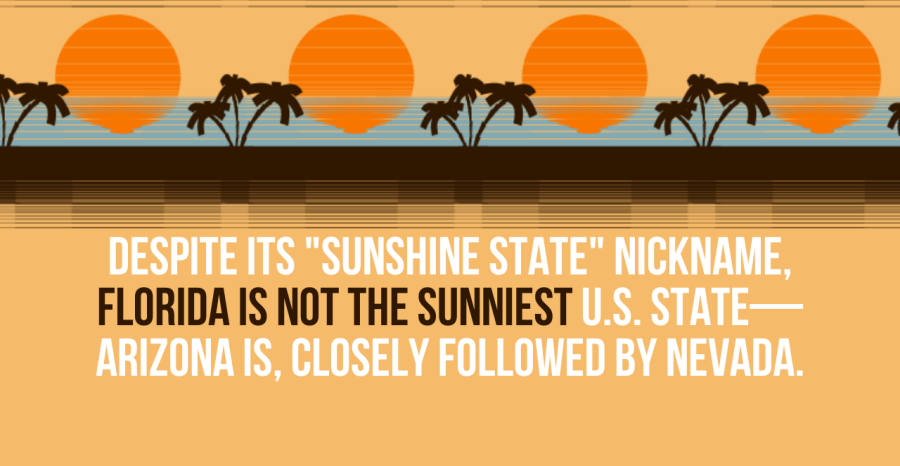 DESPITE ITS "SUNSHINE STATE" NICKNAME,
FLORIDA IS NOT THE SUNNIEST U.S. STATE—
ARIZONA IS, CLOSELY FOLLOWED BY NEVADA.